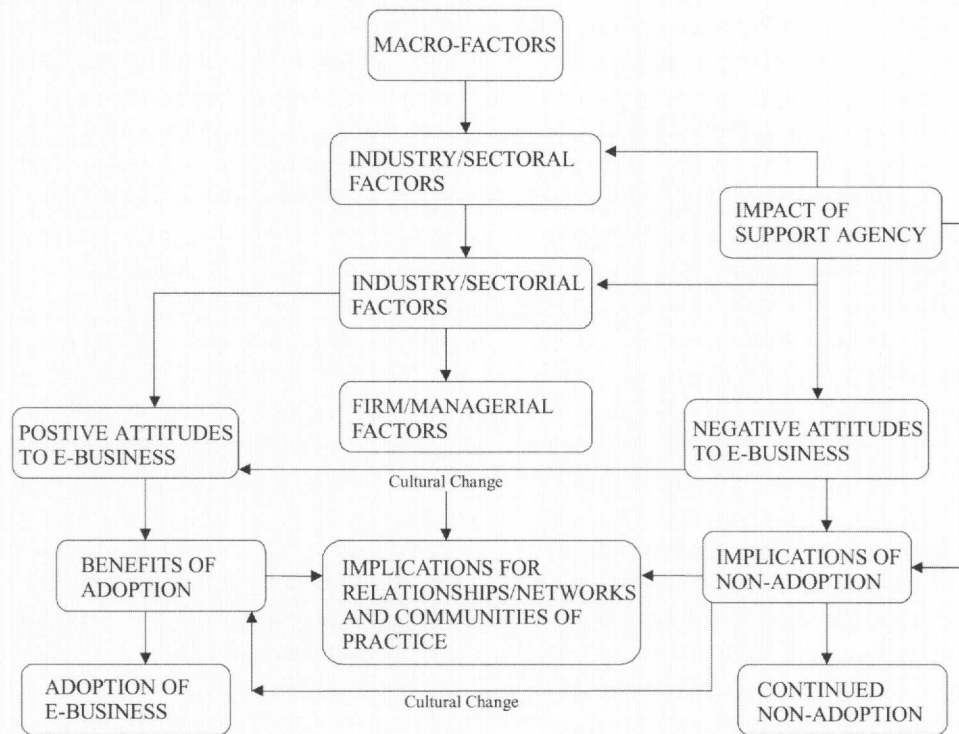 MACRO-FACTORS
INDUSTRY/SECTORAL
FACTORS
IMPACT OF
SUPPORT AGENCY
INDUSTRY/SECTORIAL
FACTORS
FIRM/MANAGERIAL
FACTORS
POSTIVE ATTITUDES
TO E-BUSINESS
NEGATIVE ATTITUDES
TO E-BUSINESS
Cultural Change
BENEFITS OF
ADOPTION
IMPLICATIONS FOR
RELATIONSHIPS/NETWORKS
AND COMMUNITIES OF
PRACTICE
IMPLICATIONS OF
NON-ADOPTION
ADOPTION OF
E-BUSINESS
Cultural Change
CONTINUED
NON-ADOPTION